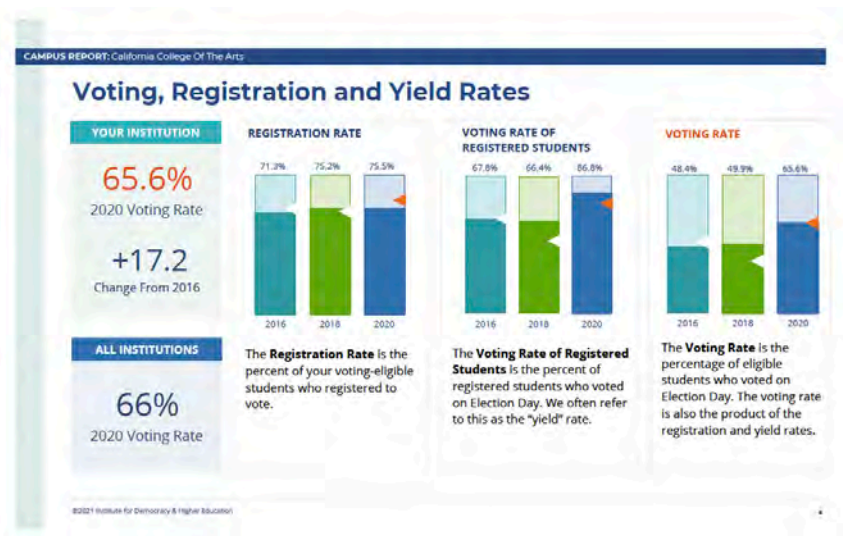 CAMPUS REPORT: California College Of The Arts
Voting, Registration and Yield Rates
YOUR INSTITUTION
65.6%
2020 Voting Rate
+17.2
Change From 2016
ALL INSTITUTIONS
66%
2020 Voting Rate
REGISTRATION RATE
71.3% 75.2% 75.5%
2016 2018 2020
The Registration Rate is the
percent of your voting-eligible
students who registered to
vote.
VOTING RATE OF
REGISTERED STUDENTS
67.8% 66.4% 86.8%
2016 2018 2020
The Voting Rate of Registered
Students is the percent of
registered students who voted
on Election Day. We often refer
to this as the “yield” rate.
VOTING RATE
48.4% 49.9% 65.6%
2016 2018 2020
The Voting Rate is the
percentage of eligible
students who voted on
Election Day. The voting rate
is also the product of the
registration and yield rates.
©2021 Institute for Democracy & Higher Education